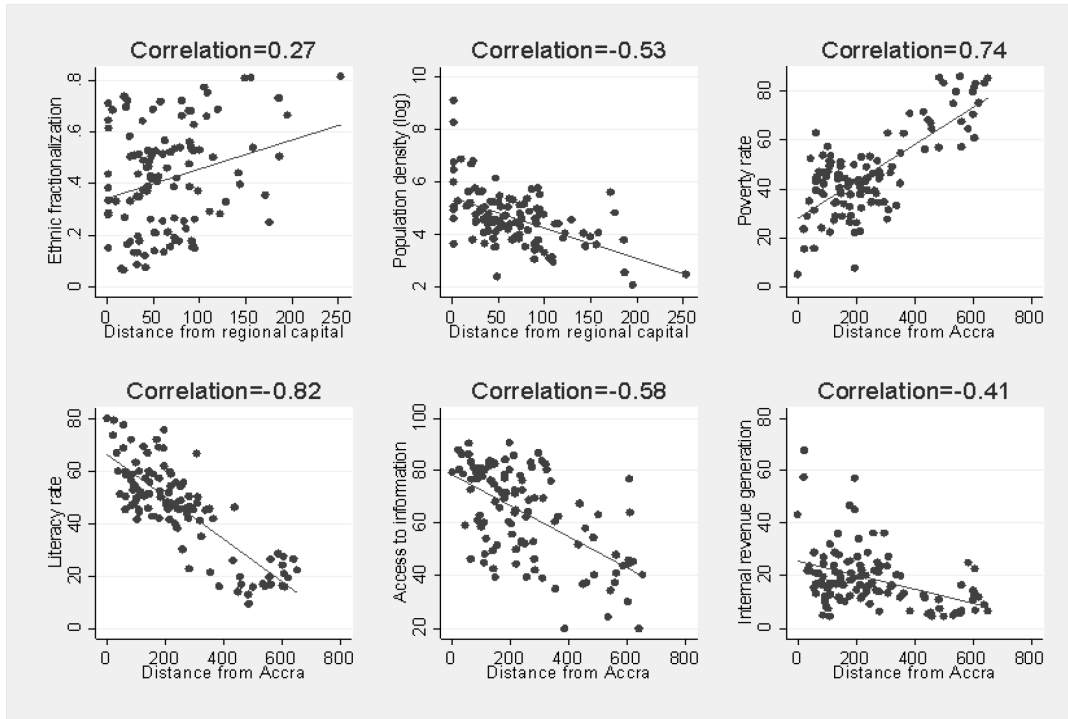 Correlation=0.27
Ethnic fractionalization
.8
.6
.4
.2
0
0 50 100 150 200 250
Distance from regional capital
Correlation=-0.53
Population density (log)
10
8
6
4
2
0 50 100 150 200 250
Distance from regional capital
Correlation=0.74
Poverty rate
80
60
40
20
0
0 200 400 600 800
Distance from Accra
Correlation=-0.82
Literacy rate
80
60
40
20
0
0 200 400 600 800
Distance from Accra
Correlation=-0.58
Access to information
100
80
60
40
20
0 200 400 600 800
Distance from Accra
Correlation=-0.41
Internal revenue generation
80
60
40
20
0
0 200 400 600 800
Distance from Accra